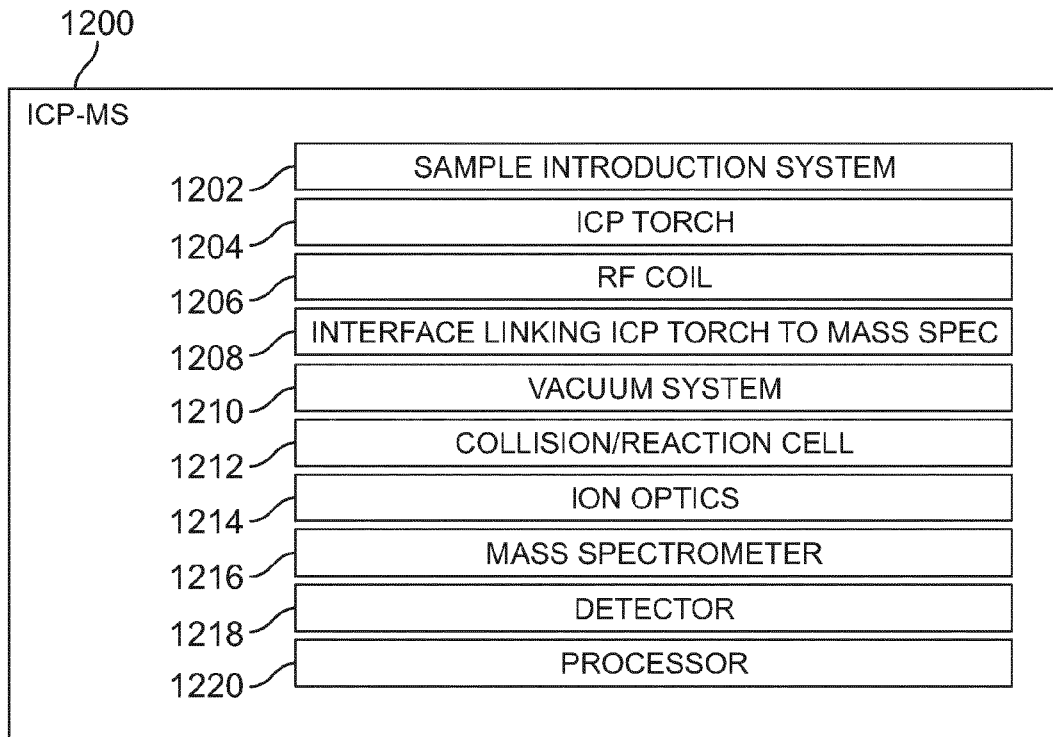 1200
ICP-MS
1202 SAMPLE INTRODUCTION SYSTEM
1204 ICP TORCH
1206 RF COIL
1208 INTERFACE LINKING ICP TORCH TO MASS SPEC
1210 VACUUM SYSTEM
1212 COLLISION/REACTION CELL
1214 ION OPTICS
1216 MASS SPECTROMETER
1218 DETECTOR
1220 PROCESSOR